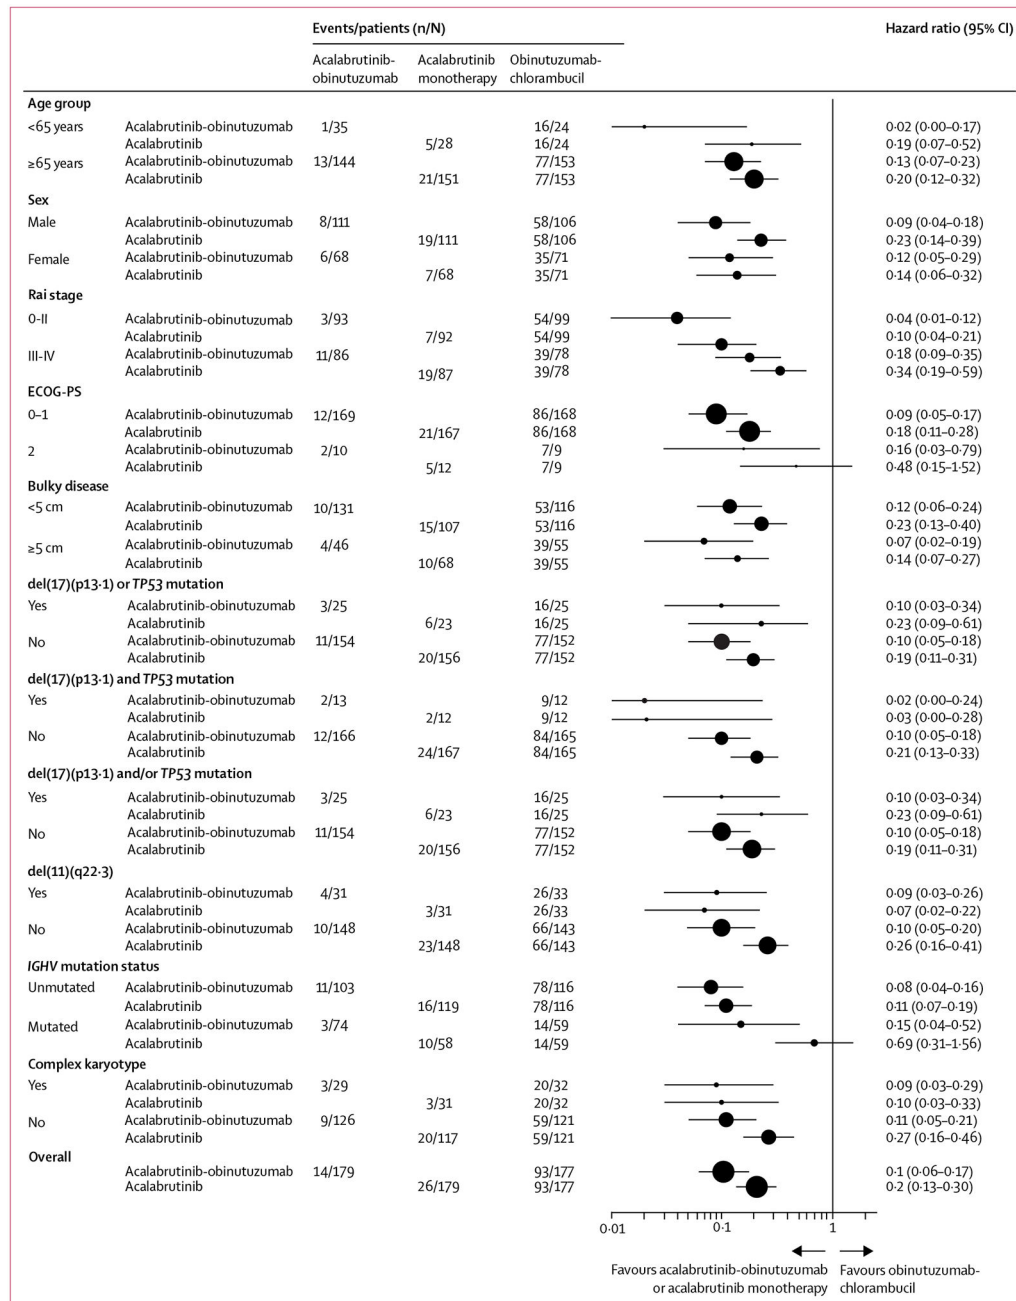 Events/patients (n/N) Hazard ratio (95% CI)
Acalabrutinib-obinutuzumab Acalabrutinib monotherapy Obinutuzumab-chlorambucil
Age group
<65 years Acalabrutinib-obinutuzumab 1/35 16/24 0·02 (0·00–0·17)
Acalabrutinib 5/28 16/24 0·19 (0·07–0·52)
≥65 years Acalabrutinib-obinutuzumab 13/144 77/153 0·13 (0·07–0·23)
Acalabrutinib 21/151 77/153 0·20 (0·12–0·32)
Sex
Male Acalabrutinib-obinutuzumab 8/111 58/106 0·09 (0·04–0·18)
Acalabrutinib 19/111 58/106 0·23 (0·14–0·39)
Female Acalabrutinib-obinutuzumab 6/68 35/71 0·12 (0·05–0·29)
Acalabrutinib 7/68 35/71 0·14 (0·06–0·32)
Rai stage
0-II Acalabrutinib-obinutuzumab 3/93 54/99 0·04 (0·01–0·12)
Acalabrutinib 7/92 54/99 0·10 (0·04–0·21)
III-IV Acalabrutinib-obinutuzumab 11/86 39/78 0·18 (0·09–0·35)
Acalabrutinib 19/87 39/78 0·34 (0·19–0·59)
ECOG-PS
0–1 Acalabrutinib-obinutuzumab 12/169 86/168 0·09 (0·05–0·17)
Acalabrutinib 21/167 86/168 0·18 (0·11–0·28)
2 Acalabrutinib-obinutuzumab 2/10 7/9 0·16 (0·03–0·79)
Acalabrutinib 5/12 7/9 0·48 (0·15–1·52)
Bulky disease
<5 cm Acalabrutinib-obinutuzumab 10/131 53/116 0·12 (0·06–0·24)
Acalabrutinib 15/107 53/116 0·23 (0·13–0·40)
≥5 cm Acalabrutinib-obinutuzumab 4/46 39/55 0·07 (0·02–0·19)
Acalabrutinib 10/68 39/55 0·14 (0·07–0·27)
del(17)(p13·1) or TP53 mutation
Yes Acalabrutinib-obinutuzumab 3/25 16/25 0·10 (0·03–0·34)
Acalabrutinib 6/23 16/25 0·23 (0·09–0·61)
No Acalabrutinib-obinutuzumab 11/154 77/152 0·10 (0·05–0·18)
Acalabrutinib 20/156 77/152 0·19 (0·11–0·31)
del(17)(p13·1) and TP53 mutation
Yes Acalabrutinib-obinutuzumab 2/13 9/12 0·02 (0·00–0·24)
Acalabrutinib 2/12 9/12 0·03 (0·00–0·28)
No Acalabrutinib-obinutuzumab 12/166 84/165 0·10 (0·05–0·18)
Acalabrutinib 24/167 84/165 0·21 (0·13–0·33)
del(17)(p13·1) and/or TP53 mutation
Yes Acalabrutinib-obinutuzumab 3/25 16/25 0·10 (0·03–0·34)
Acalabrutinib 6/23 16/25 0·23 (0·09–0·61)
No Acalabrutinib-obinutuzumab 11/154 77/152 0·10 (0·05–0·18)
Acalabrutinib 20/156 77/152 0·19 (0·11–0·31)
del(11)(q22·3)
Yes Acalabrutinib-obinutuzumab 4/31 26/33 0·09 (0·03–0·26)
Acalabrutinib 3/31 26/33 0·07 (0·02–0·22)
No Acalabrutinib-obinutuzumab 10/148 66/143 0·10 (0·05–0·20)
Acalabrutinib 23/148 66/143 0·26 (0·16–0·41)
IGHV mutation status
Unmutated Acalabrutinib-obinutuzumab 11/103 78/116 0·08 (0·04–0·16)
Acalabrutinib 16/119 78/116 0·11 (0·07–0·19)
Mutated Acalabrutinib-obinutuzumab 3/74 14/59 0·15 (0·04–0·52)
Acalabrutinib 10/58 14/59 0·69 (0·31–1·56)
Complex karyotype
Yes Acalabrutinib-obinutuzumab 3/29 20/32 0·09 (0·03–0·29)
Acalabrutinib 3/31 20/32 0·10 (0·03–0·33)
No Acalabrutinib-obinutuzumab 9/126 59/121 0·11 (0·05–0·21)
Acalabrutinib 20/117 59/121 0·27 (0·16–0·46)
Overall
Acalabrutinib-obinutuzumab 14/179 93/177 0·1 (0·06–0·17)
Acalabrutinib 26/179 93/177 0·2 (0·13–0·30)
0·01 0·1 1
Favours acalabrutinib-obinutuzumab Favours obinutuzumab-
or acalabrutinib monotherapy chlorambucil